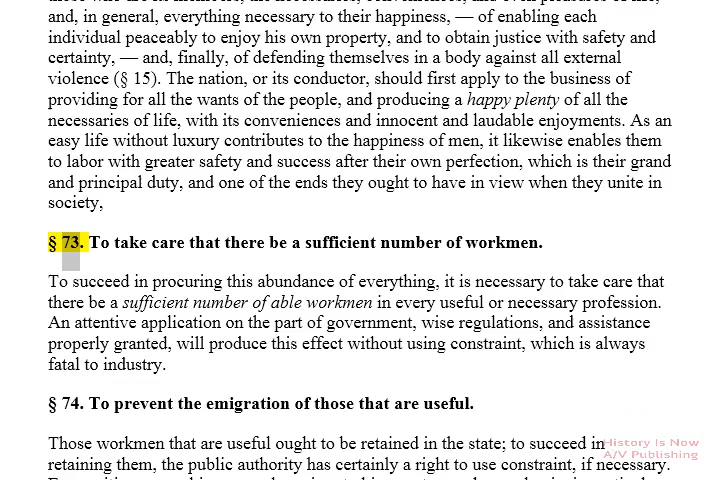 and, in general, everything necessary to their happiness, — of enabling each
individual peaceably to enjoy his own property, and to obtain justice with safety and
certainty, — and, finally, of defending themselves in a body against all external
violence (§ 15). The nation, or its conductor, should first apply to the business of
providing for all the wants of the people, and producing a happy plenty of all the
necessaries of life, with its conveniences and innocent and laudable enjoyments. As an
easy life without luxury contributes to the happiness of men, it likewise enables them
to labor with greater safety and success after their own perfection, which is their grand
and principal duty, and one of the ends they ought to have in view when they unite in
society,
§ 73. To take care that there be a sufficient number of workmen.
To succeed in procuring this abundance of everything, it is necessary to take care that
there be a sufficient number of able workmen in every useful or necessary profession.
An attentive application on the part of government, wise regulations, and assistance
properly granted, will produce this effect without using constraint, which is always
fatal to industry.
§ 74. To prevent the emigration of those that are useful.
Those workmen that are useful ought to be retained in the state; to succeed in
retaining them, the public authority has certainly a right to use constraint, if necessary.
History Is Now
A/V Publishing